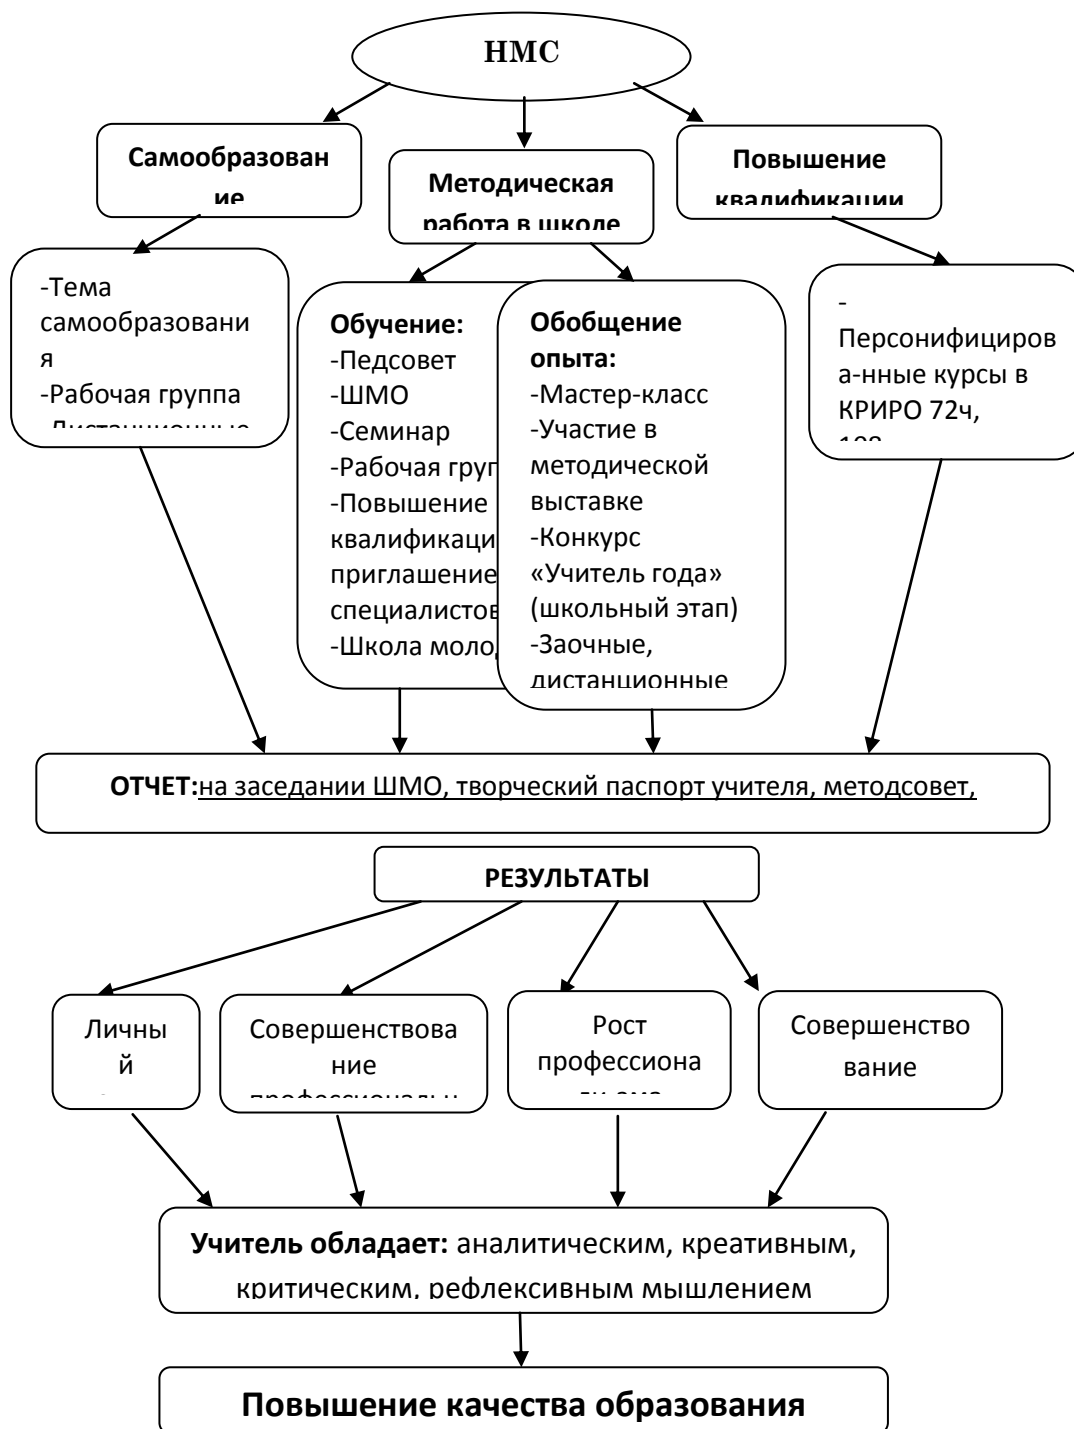 НМС
Самообразован
ие
Методическая
работа в школе
Повышение
квалификации
-Тема
самообразовани
я
-Рабочая группа
-Дистанционные
Обучение:
-Педсовет
-ШМО
-Семинар
-Рабочая груп
-Повышение
квалификаци
приглашение
специалистов
-Школа моло
Обобщение
опыта:
-Мастер-класс
-Участие в
методической
выставке
-Конкурс
«Учитель года»
(школьный этап)
-Заочные,
дистанционные
-
Персонифициров
а-нные курсы в
КРИРО 72ч,
ОТЧЕТ:на заседании ШМО, творческий паспорт учителя, методсовет,
РЕЗУЛЬТАТЫ
Личны
й
Совершенствова
ние
профессиональн
Рост
профессиона
Совершенство
вание
Учитель обладает: аналитическим, креативным,
критическим, рефлексивным мышлением
Повышение качества образования